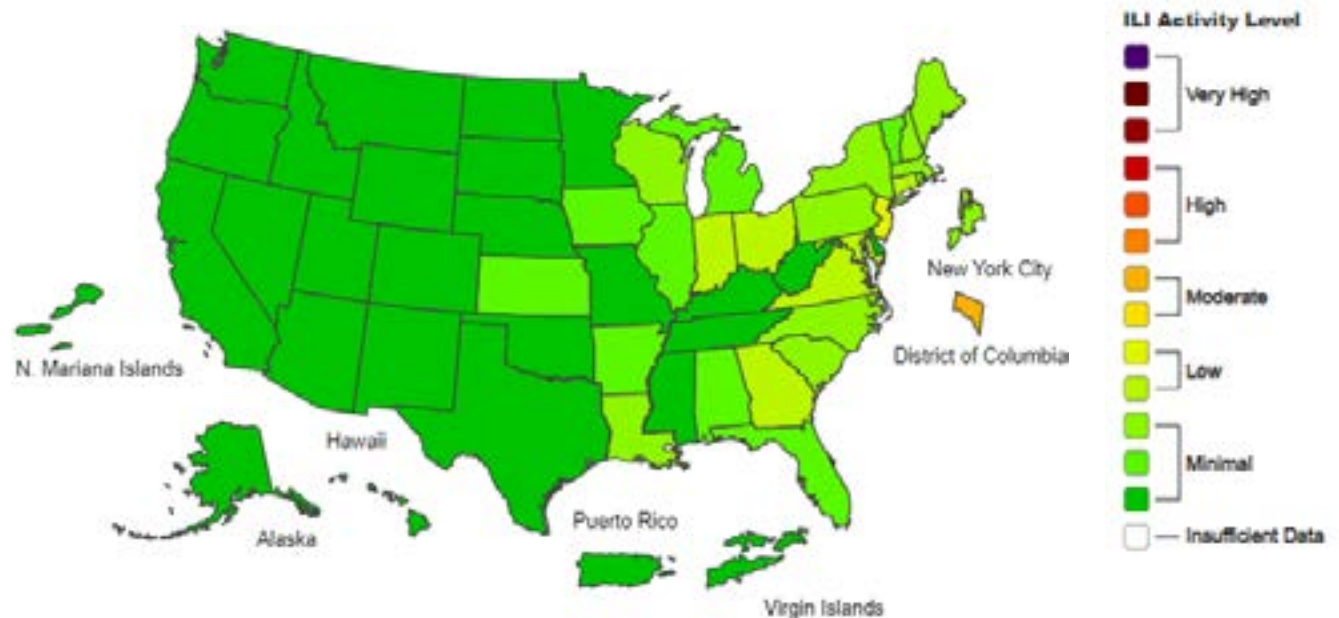 ILI Activity Level
Very High
High
Moderate
Low
Minimal
Insufficient Data
New York City
District of Columbia
N. Mariana Islands
Hawaii
Alaska
Puerto Rico
Virgin Islands